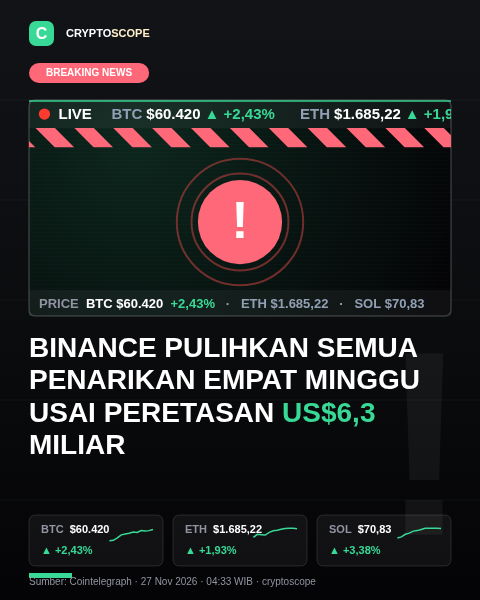 C CRYPTOSCOPE
BREAKING NEWS
LIVE BTC $60.420 ▲ +2,43% ETH $1.685,22 ▲ +1,9
!
PRICE BTC $60.420 +2,43% · ETH $1.685,22 · SOL $70,83
BINANCE PULIHKAN SEMUA
PENARIKAN EMPAT MINGGU
USAI PERETASAN US$6,3
MILIAR
!
BTC $60.420
▲ +2,43%
ETH $1.685,22
▲ +1,93%
SOL $70,83
▲ +3,38%
Sumber: Cointelegraph · 27 Nov 2026 · 04:33 WIB · cryptoscope